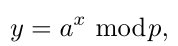 y = a^x mod p,